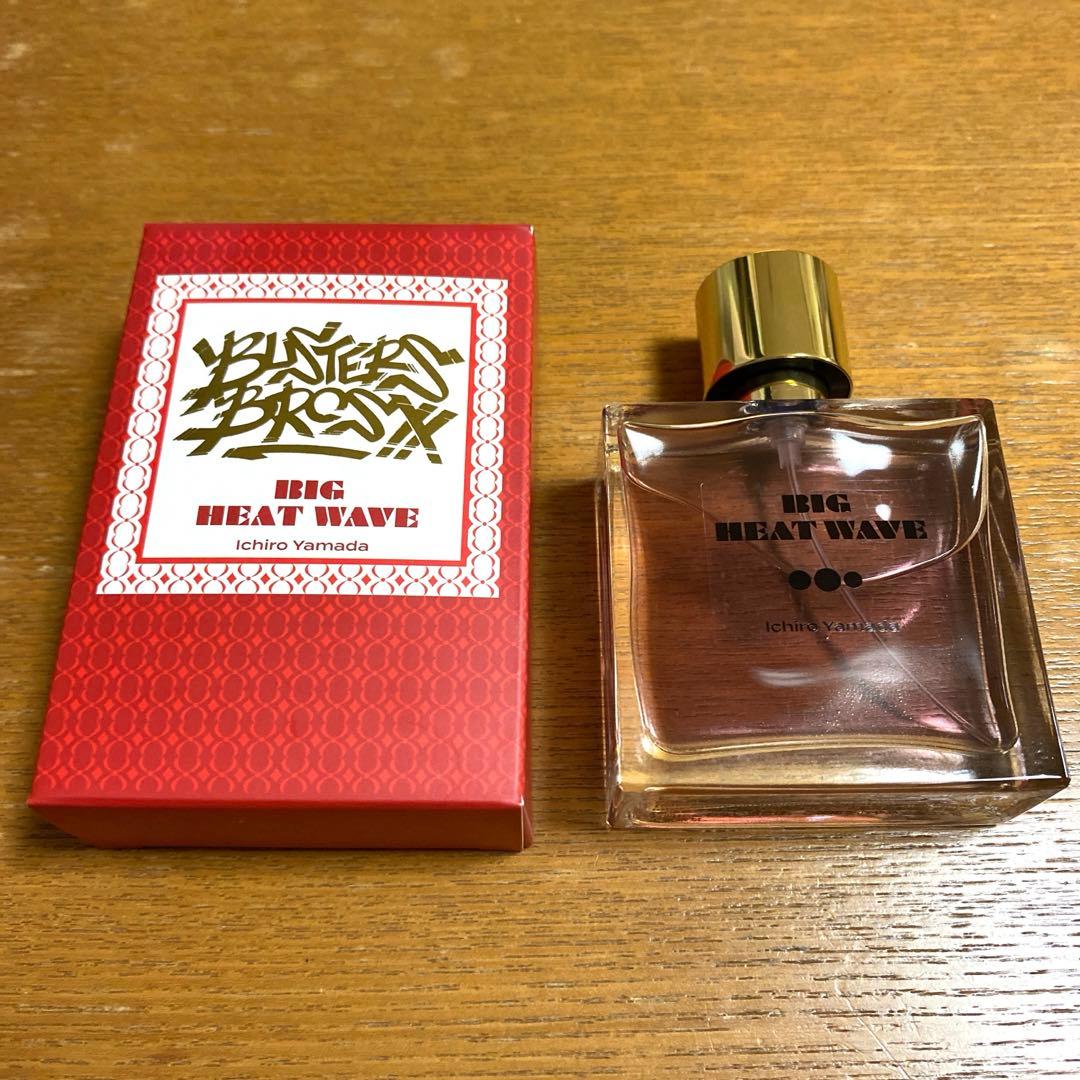 BUSTERS
BROS!!!
BIG
HEAT WAVE
Ichiro Yamada
BIG
HEAT WAVE
Ichiro Yamada